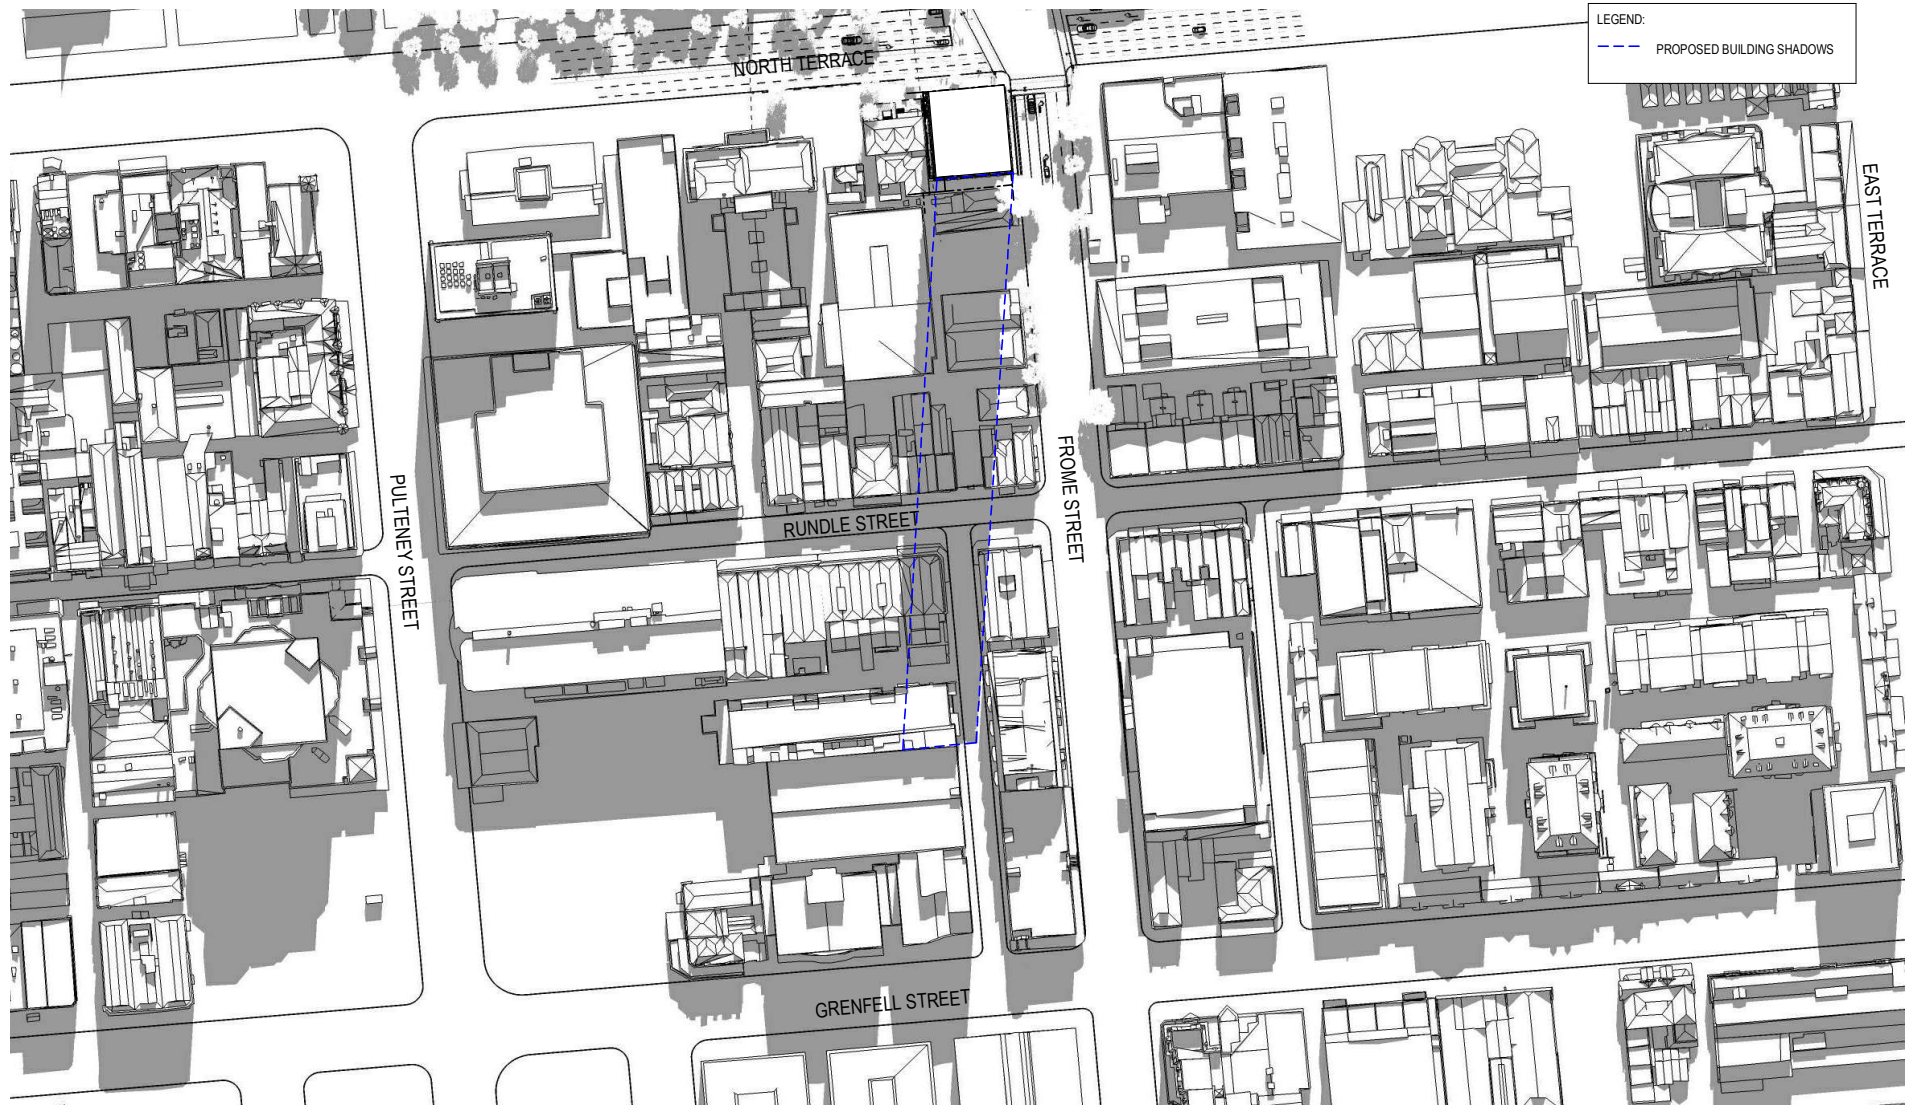 LEGEND:
PROPOSED BUILDING SHADOWS
NORTH TERRACE
EAST TERRACE
PULTENEY STREET
FROME STREET
RUNDLE STREET
GRENFELL STREET